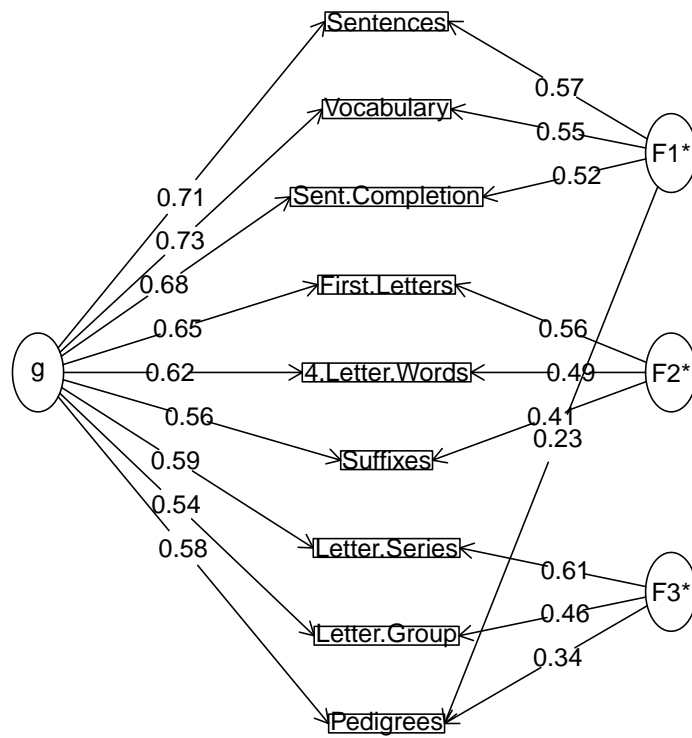 Sentences
0.57
Vocabulary
0.55
F1*
0.52
0.71
Sent.Completion
0.73
0.68
First.Letters
0.65
0.56
g
0.62
4.Letter.Words
0.49
F2*
0.56
0.41
0.23
Suffixes
0.59
0.54
0.58
Letter.Series
0.61
F3*
0.46
Letter.Group
0.34
Pedigrees